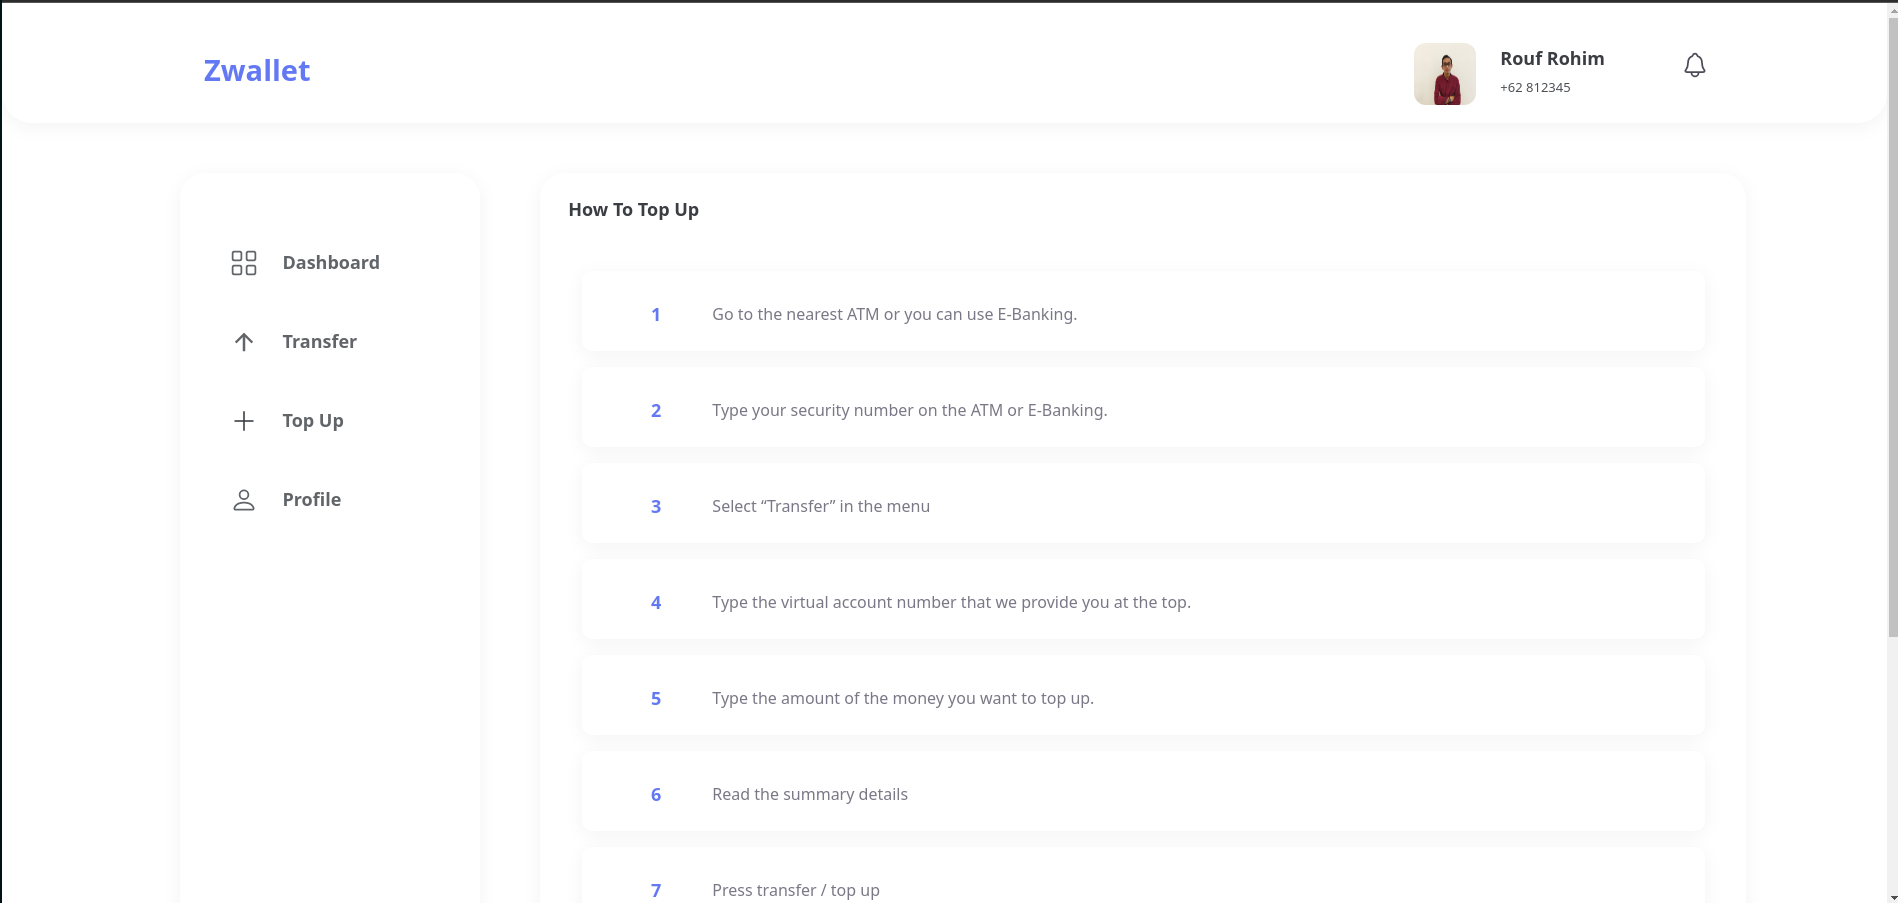 Zwallet
Rouf Rohim
+62 812345
Dashboard
Transfer
Top Up
Profile
How To Top Up
1 Go to the nearest ATM or you can use E-Banking.
2 Type your security number on the ATM or E-Banking.
3 Select “Transfer” in the menu
4 Type the virtual account number that we provide you at the top.
5 Type the amount of the money you want to top up.
6 Read the summary details
7 Press transfer / top up